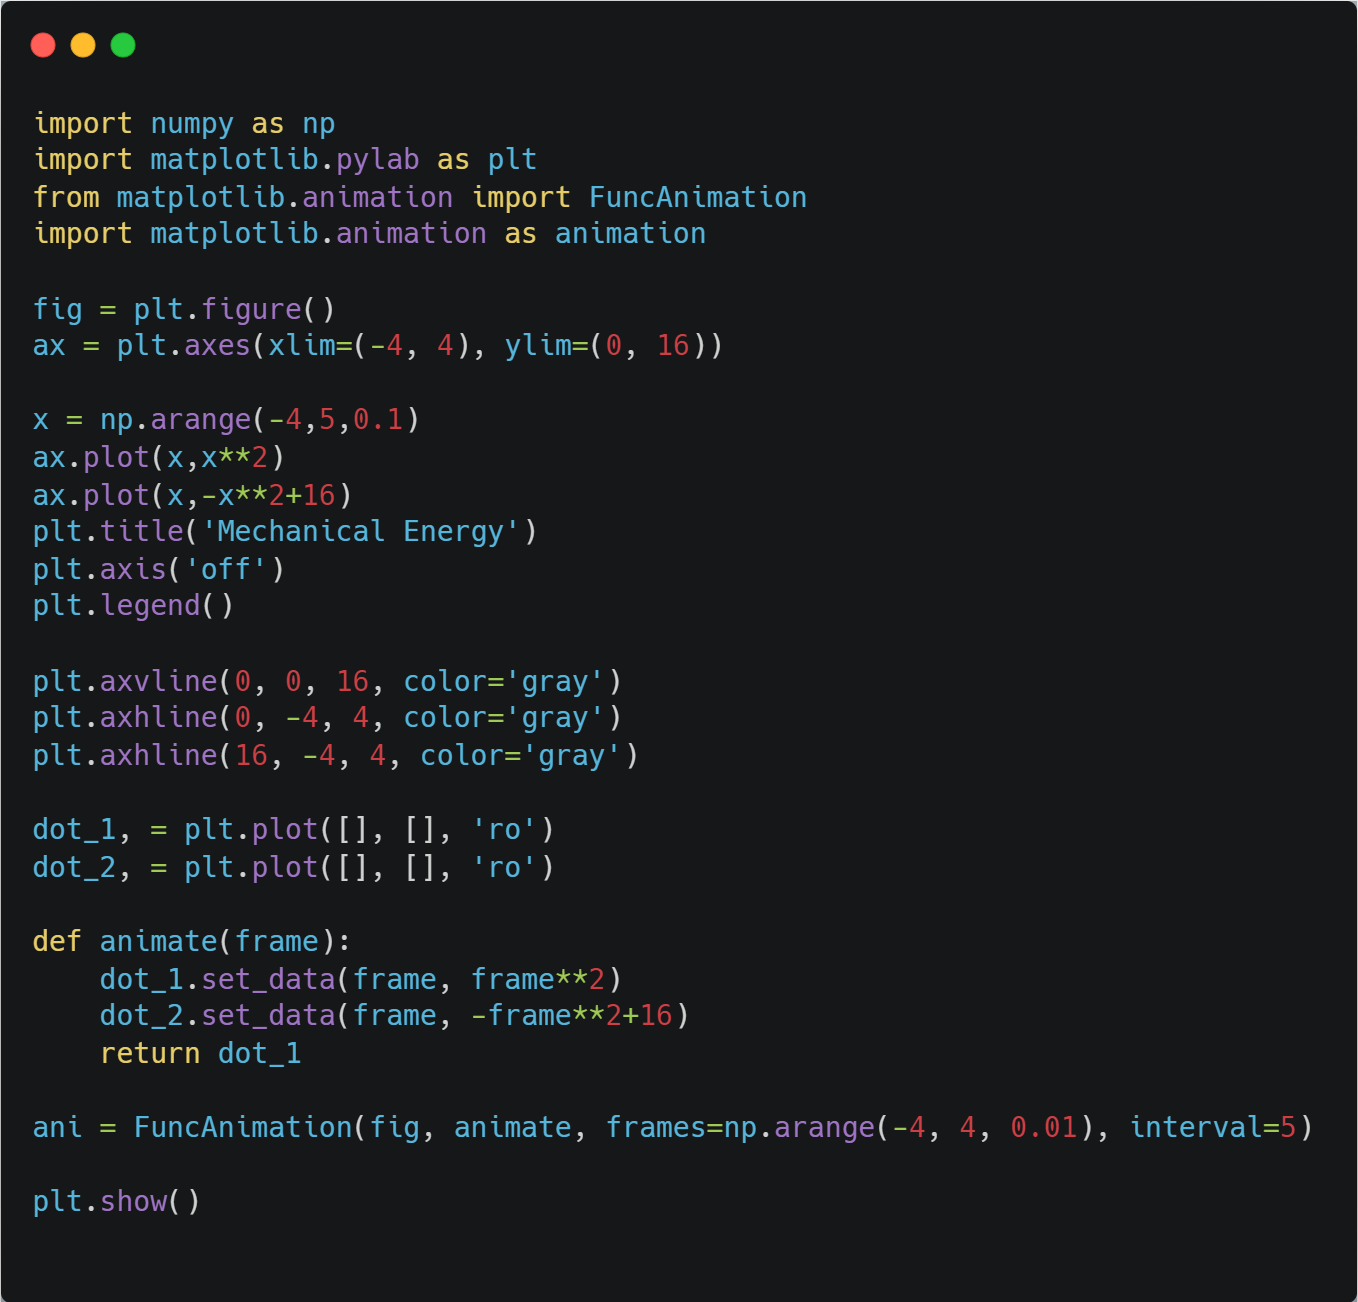 import numpy as np
import matplotlib.pylab as plt
from matplotlib.animation import FuncAnimation
import matplotlib.animation as animation

fig = plt.figure()
ax = plt.axes(xlim=(-4, 4), ylim=(0, 16))

x = np.arange(-4,5,0.1)
ax.plot(x,x**2)
ax.plot(x,-x**2+16)
plt.title('Mechanical Energy')
plt.axis('off')
plt.legend()

plt.axvline(0, 0, 16, color='gray')
plt.axhline(0, -4, 4, color='gray')
plt.axhline(16, -4, 4, color='gray')

dot_1, = plt.plot([], [], 'ro')
dot_2, = plt.plot([], [], 'ro')

def animate(frame):
    dot_1.set_data(frame, frame**2)
    dot_2.set_data(frame, -frame**2+16)
    return dot_1

ani = FuncAnimation(fig, animate, frames=np.arange(-4, 4, 0.01), interval=5)

plt.show()